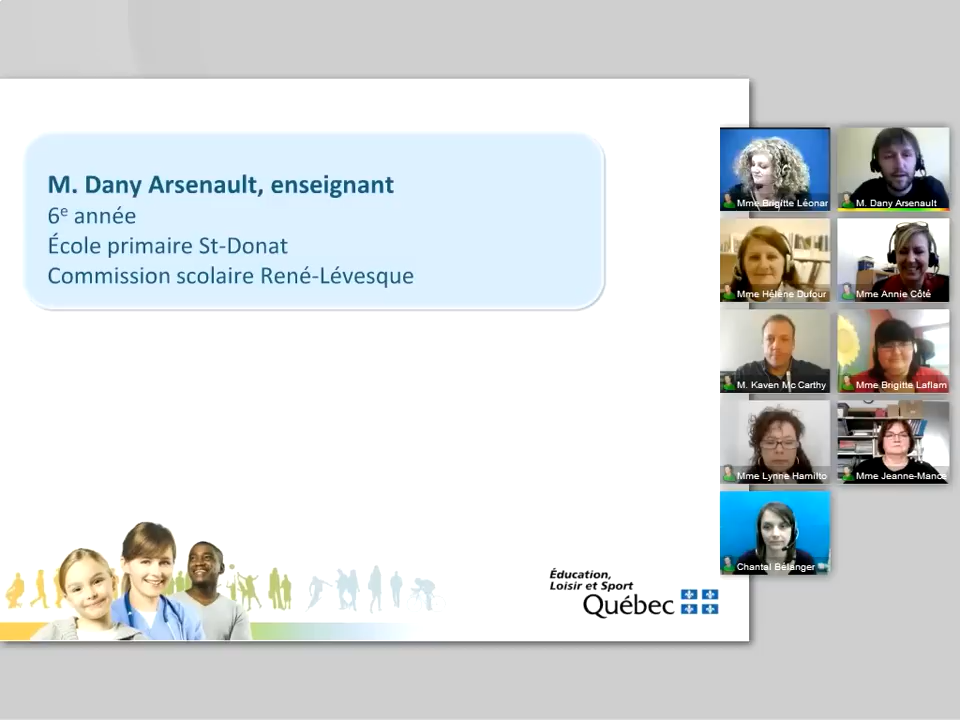 M. Dany Arsenault, enseignant
6e année
École primaire St-Donat
Commission scolaire René-Lévesque
Éducation,
Loisir et Sport
Québec
Mme Brigitte Léonar
M. Dany Arsenault
Mme Hélène Dufour
Mme Annie Côté
M. Kaven Mc Carthy
Mme Brigitte Laflam
Mme Lynne Hamilto
Mme Jeanne-Mance
Chantal Bélanger